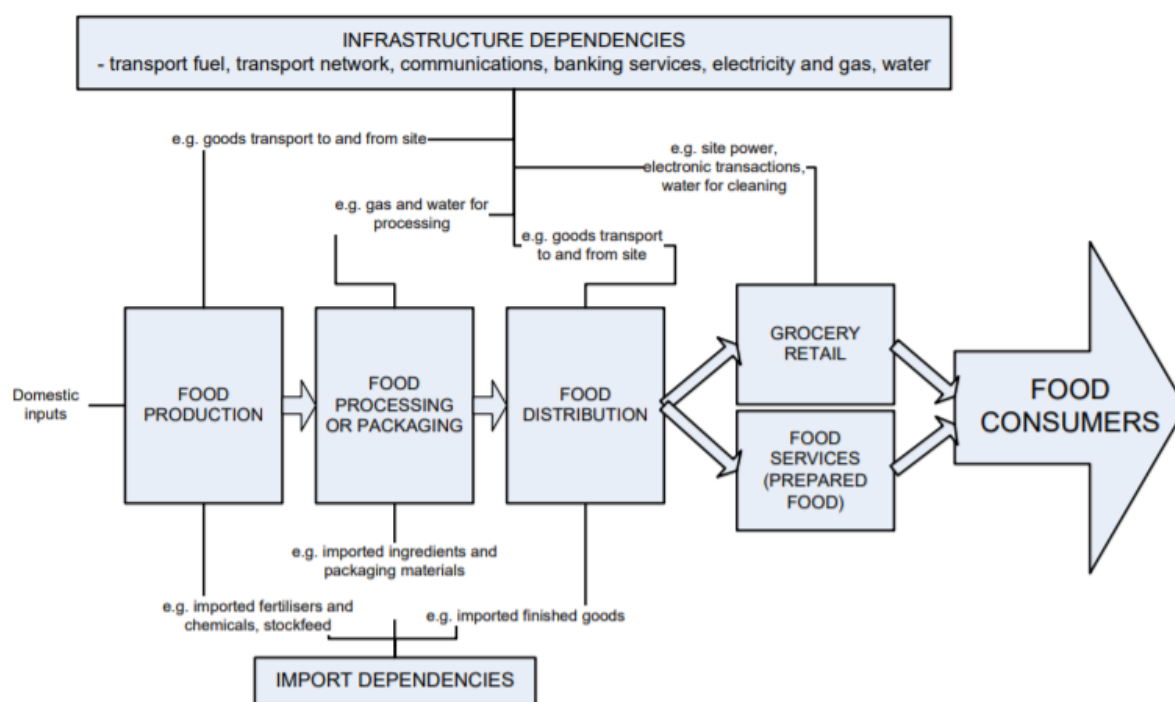 INFRASTRUCTURE DEPENDENCIES
- transport fuel, transport network, communications, banking services, electricity and gas, water
e.g. goods transport to and from site
e.g. site power,
electronic transactions,
water for cleaning
e.g. gas and water for
processing
e.g. goods transport
to and from site
Domestic
inputs
FOOD
PRODUCTION
FOOD
PROCESSING
OR PACKAGING
FOOD
DISTRIBUTION
GROCERY
RETAIL
FOOD
SERVICES
(PREPARED
FOOD)
FOOD
CONSUMERS
e.g. imported ingredients and
packaging materials
e.g. imported fertilisers and
chemicals, stockfeed
e.g. imported finished goods
IMPORT DEPENDENCIES